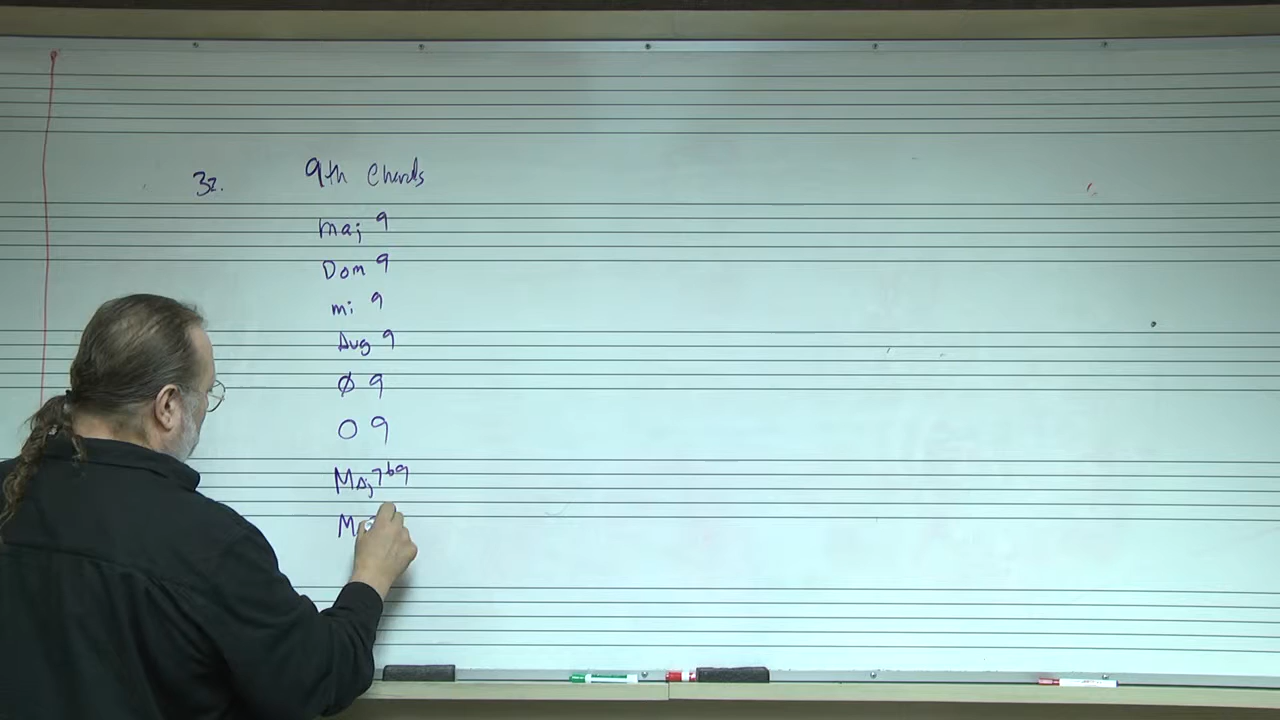 32. 9th Chords
maj 9
Dom 9
mi 9
Aug 9
ø 9
O 9
Maj7b9